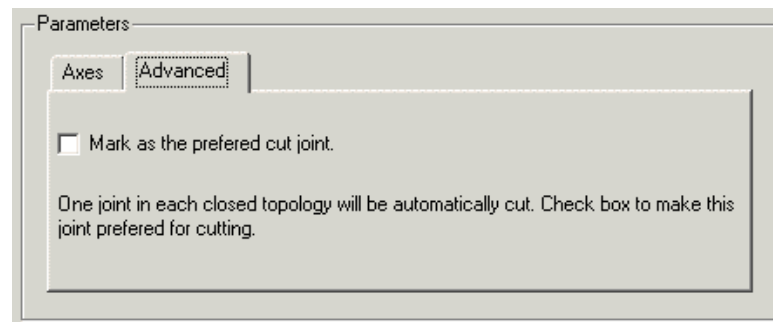 Parameters
Axes Advanced
Mark as the prefered cut joint.
One joint in each closed topology will be automatically cut. Check box to make this
joint prefered for cutting.